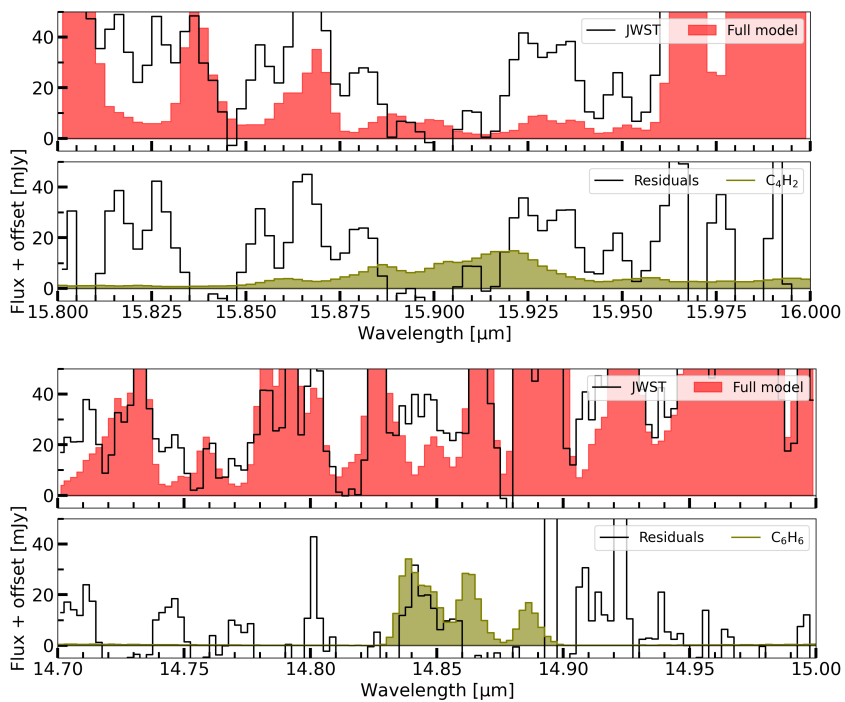 40
20
0
JWST
Full model
40
20
0
Residuals
C₄H₂
Flux + offset [mJy]
15.800 15.825 15.850 15.875 15.900 15.925 15.950 15.975 16.000
Wavelength [µm]
40
20
0
JWST
Full model
40
20
0
Residuals
C₆H₆
Flux + offset [mJy]
14.70 14.75 14.80 14.85 14.90 14.95 15.00
Wavelength [µm]